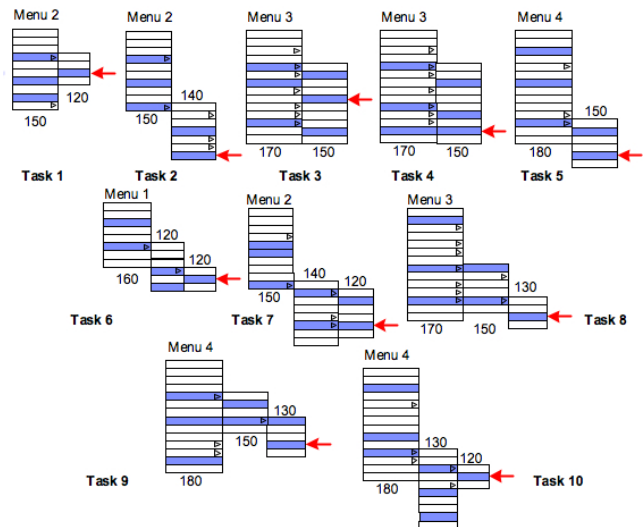 Menu 2
120
150
Task 1
Menu 2
140
150
Task 2
Menu 3
170
150
Task 3
Menu 3
170
150
Task 4
Menu 4
150
180
Task 5
Menu 1
120
120
160
Task 6
Menu 2
140
120
150
Task 7
Menu 3
130
170
150
Task 8
Menu 4
130
150
180
Task 9
Menu 4
130
120
180
Task 10